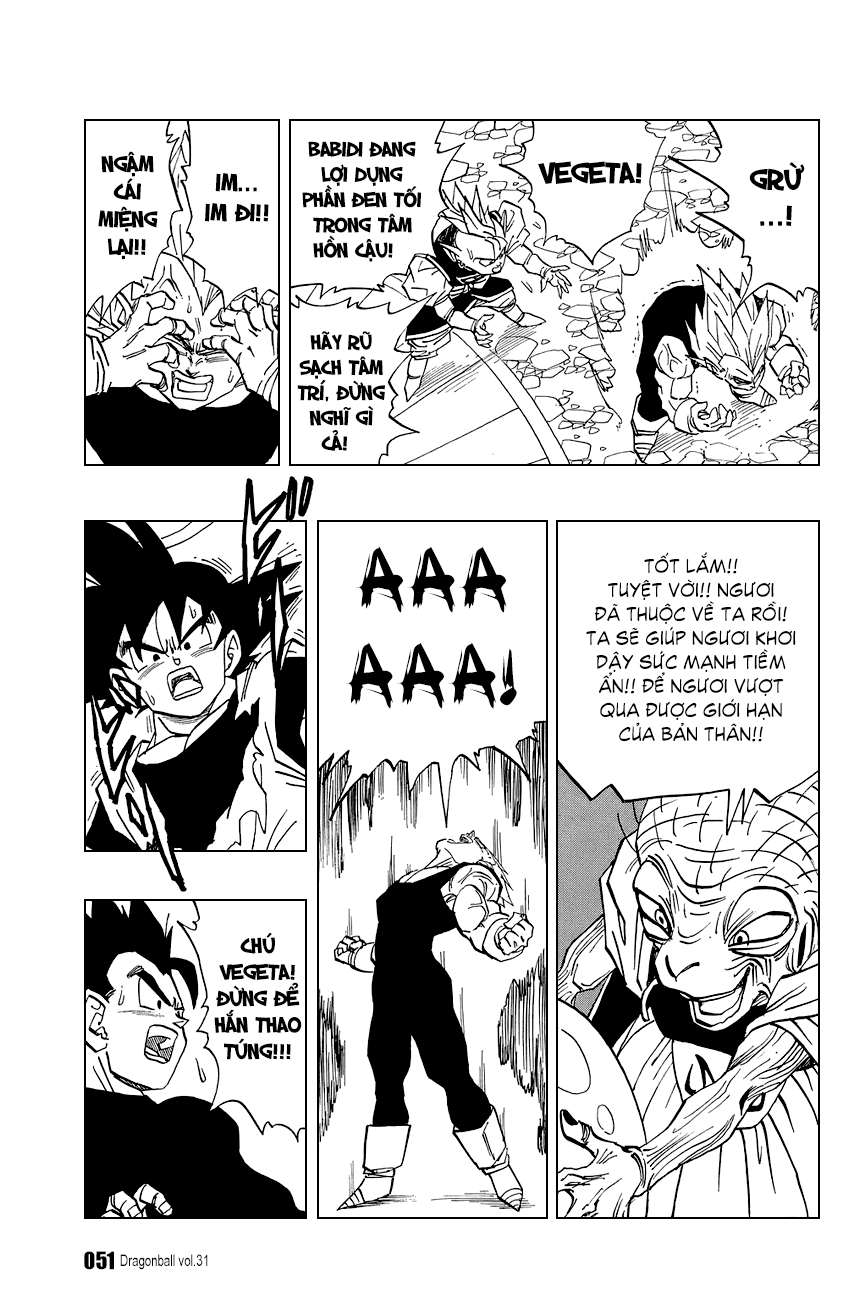 GRỪ
...!
VEGETA!
BABIDI ĐANG
LỢI DỤNG
PHẦN ĐEN TỐI
TRONG TÂM
HỒN CẬU!
HÃY RŨ
SẠCH TÂM
TRÍ, ĐỪNG
NGHĨ GÌ
CẢ!
IM...
IM ĐI!!
NGẬM
CÁI
MIỆNG
LẠI!!
TỐT LẮM!!
TUYỆT VỜI!! NGƯƠI
ĐÃ THUỘC VỀ TA RỒI!
TA SẼ GIÚP NGƯƠI KHƠI
DẬY SỨC MẠNH TIỀM
ẨN!! ĐỂ NGƯƠI VƯỢT
QUA ĐƯỢC GIỚI HẠN
CỦA BẢN THÂN!!
AAA
AAA!
CHÚ
VEGETA!
ĐỪNG ĐỂ
HẮN THAO
TÚNG!!!
051 Dragonball vol.31